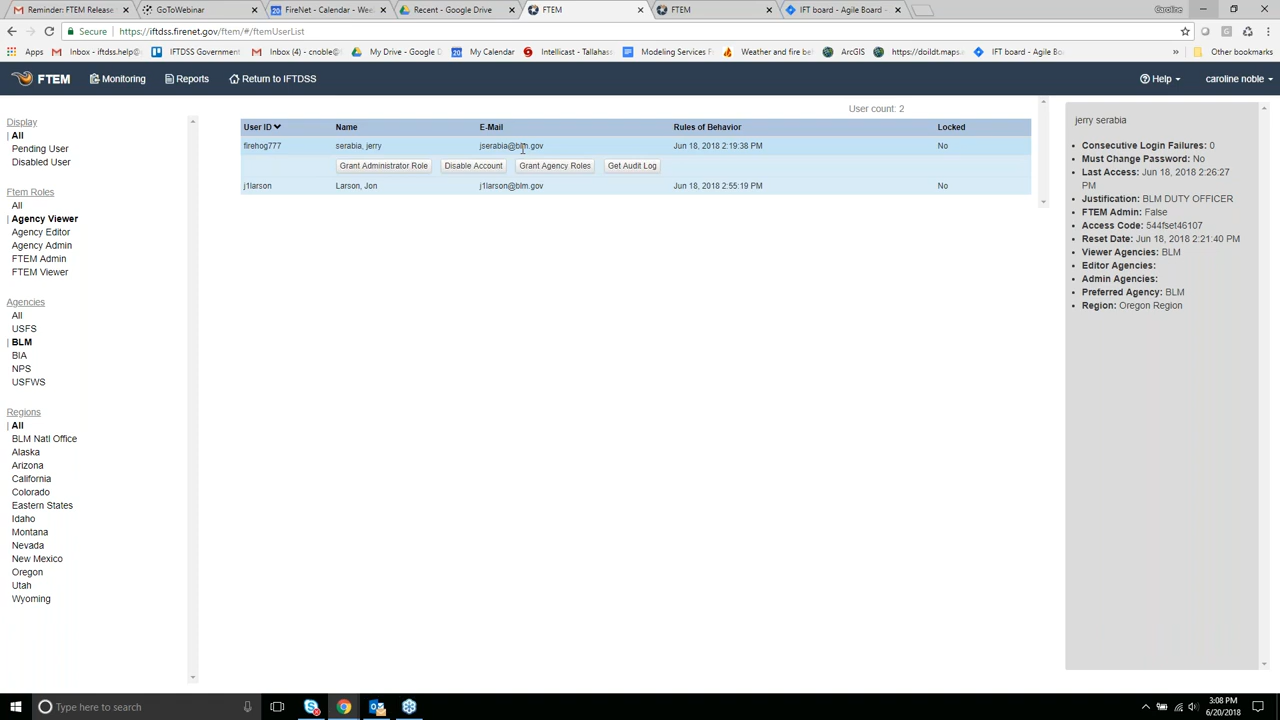 Reminder: FTEM Release
GoToWebinar
FireNet - Calendar - Wee
Recent - Google Drive
FTEM
FTEM
IFT board - Agile Board -
Caroline
Secure
https://iftdss.firenet.gov/ftem/#/ftemUserList
Apps
Inbox - iftdss.help@
IFTDSS Government
Inbox (4) - cnoble@
My Drive - Google D
My Calendar
Intellicast - Tallahass
Modeling Services F
Weather and fire be
ArcGIS
https://doildt.maps.
IFT board - Agile Bo
»
Other bookmarks
FTEM
Monitoring
Reports
Return to IFTDSS
Help
caroline noble
Display
All
Pending User
Disabled User
Ftem Roles
All
Agency Viewer
Agency Editor
Agency Admin
FTEM Admin
FTEM Viewer
Agencies
All
USFS
BLM
BIA
NPS
USFWS
Regions
All
BLM Natl Office
Alaska
Arizona
California
Colorado
Eastern States
Idaho
Montana
Nevada
New Mexico
Oregon
Utah
Wyoming
User count: 2
User ID Name E-Mail Rules of Behavior Locked
firehog777 serabia, jerry jserabia@blm.gov Jun 18, 2018 2:19:38 PM No
Grant Administrator Role Disable Account Grant Agency Roles Get Audit Log
j1larson Larson, Jon j1larson@blm.gov Jun 18, 2018 2:55:19 PM No
jerry serabia
Consecutive Login Failures: 0
Must Change Password: No
Last Access: Jun 18, 2018 2:26:27
PM
Justification: BLM DUTY OFFICER
FTEM Admin: False
Access Code: 544fset46107
Reset Date: Jun 18, 2018 2:21:40 PM
Viewer Agencies: BLM
Editor Agencies:
Admin Agencies:
Preferred Agency: BLM
Region: Oregon Region
Type here to search
3:08 PM
6/20/2018